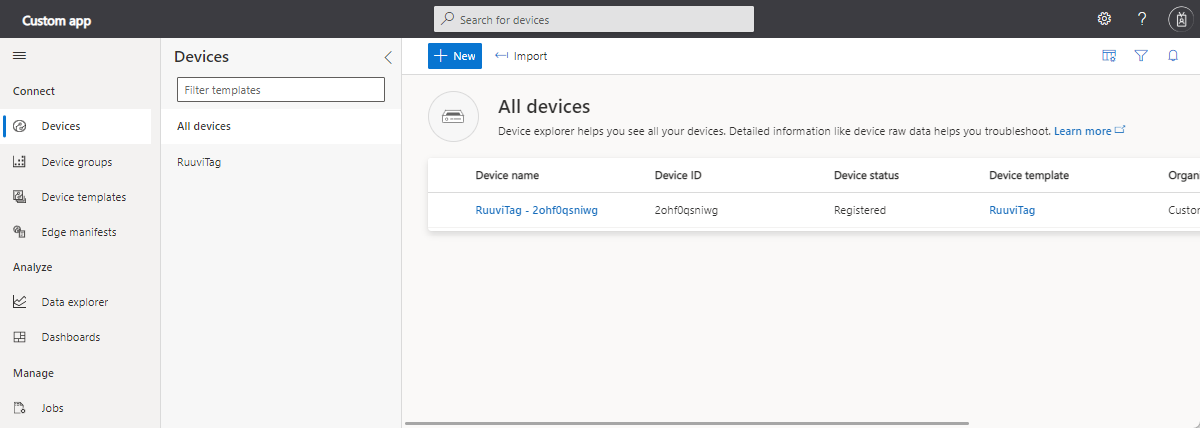 Custom app
Search for devices
?
Connect
Devices
Device groups
Device templates
Edge manifests
Analyze
Data explorer
Dashboards
Manage
Jobs
Devices
Filter templates
All devices
RuuviTag
New
Import
All devices
Device explorer helps you see all your devices. Detailed information like device raw data helps you troubleshoot. Learn more
Device name Device ID Device status Device template Organi
RuuviTag - 2ohf0qsniwg 2ohf0qsniwg Registered RuuviTag Custo